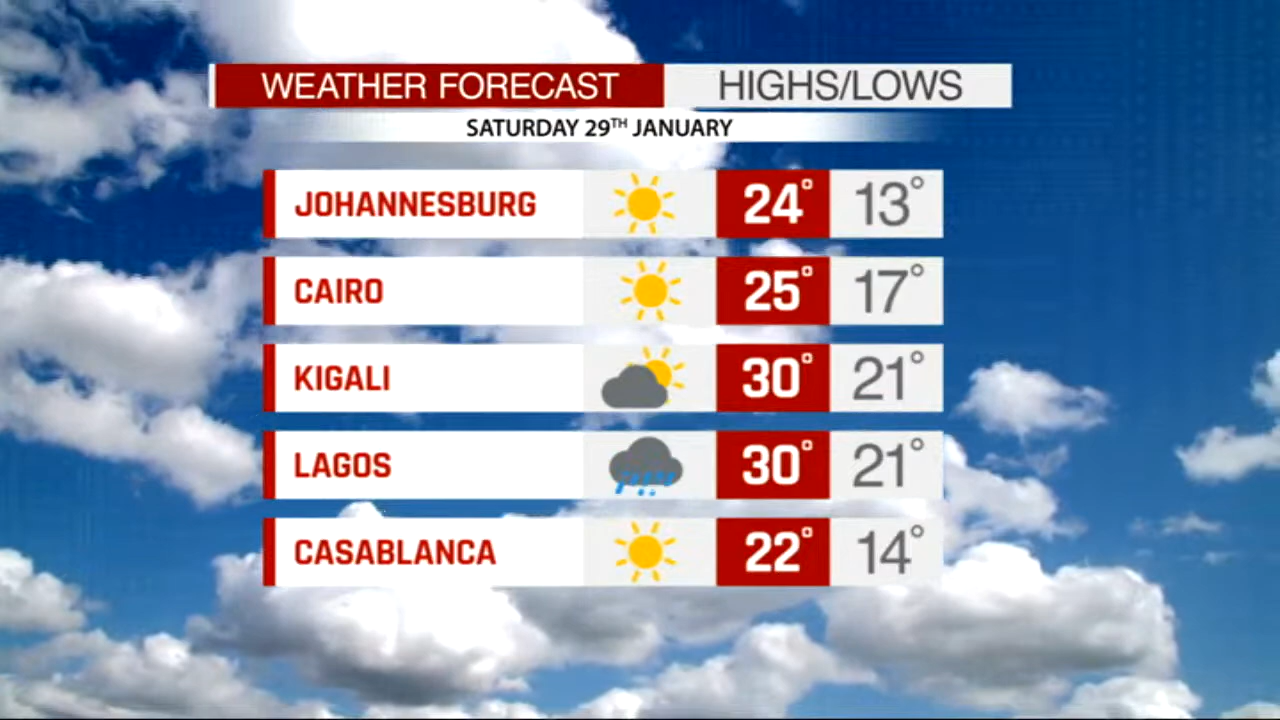 WEATHER FORECAST HIGHS/LOWS
SATURDAY 29TH JANUARY
JOHANNESBURG 24° 13°
CAIRO 25° 17°
KIGALI 30° 21°
LAGOS 30° 21°
CASABLANCA 22° 14°